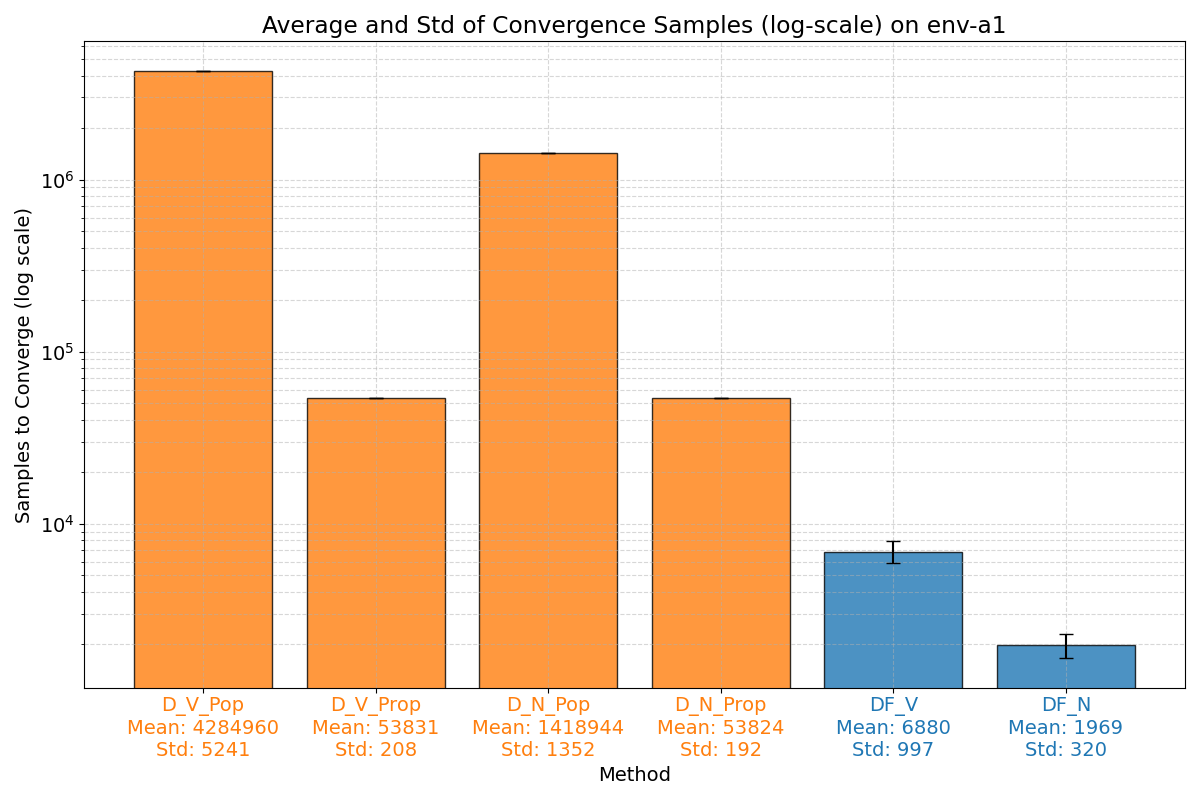 Average and Std of Convergence Samples (log-scale) on env-a1
Samples to Converge (log scale)
10^6
10^5
10^4
D_V_Pop
Mean: 4284960
Std: 5241
D_V_Prop
Mean: 53831
Std: 208
D_N_Pop
Mean: 1418944
Std: 1352
D_N_Prop
Mean: 53824
Std: 192
DF_V
Mean: 6880
Std: 997
DF_N
Mean: 1969
Std: 320
Method